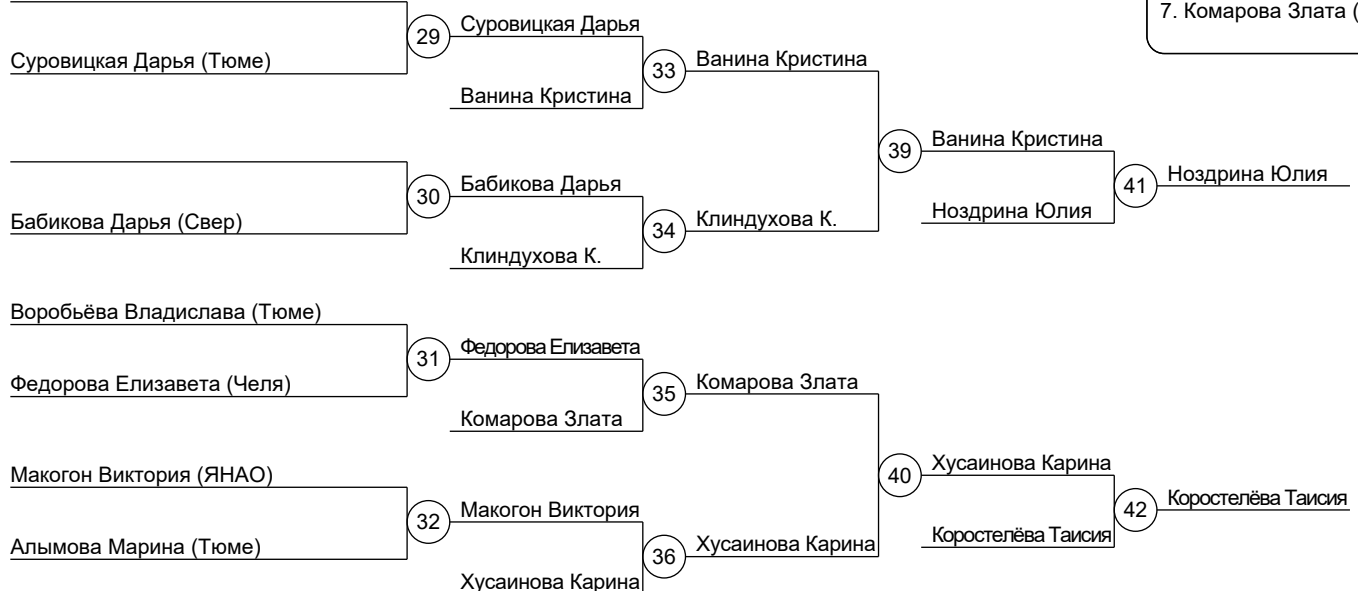 7. Комарова Злата (
29
Суровицкая Дарья
Суровицкая Дарья (Тюме)
33
Ванина Кристина
Ванина Кристина
39
Ванина Кристина
30
Бабикова Дарья
41
Ноздрина Юлия
Бабикова Дарья (Свер)
34
Клиндухова К.
Ноздрина Юлия
Клиндухова К.
Воробьёва Владислава (Тюме)
31
Федорова Елизавета
Федорова Елизавета (Челя)
35
Комарова Злата
Комарова Злата
Макогон Виктория (ЯНАО)
40
Хусаинова Карина
32
Макогон Виктория
42
Коростелёва Таисия
Алымова Марина (Тюме)
36
Хусаинова Карина
Коростелёва Таисия
Хусаинова Карина